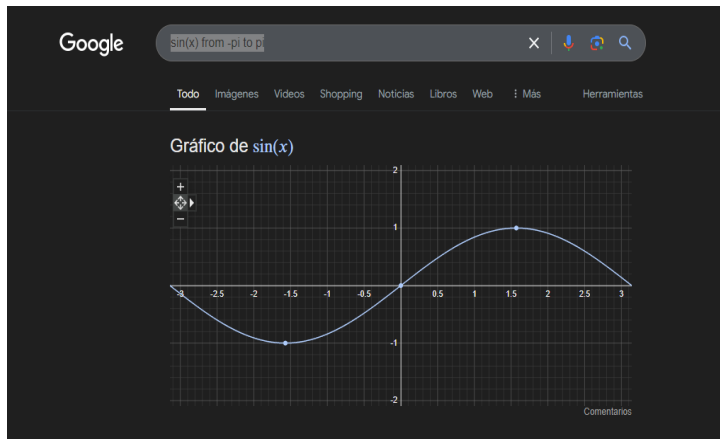 Google
sin(x) from -pi to pi
Todo Imágenes Videos Shopping Noticias Libros Web Más Herramientas
Gráfico de sin(x)
2
1
-3 -2.5 -2 -1.5 -1 -0.5 0.5 1 1.5 2 2.5 3
-1
-2
Comentarios